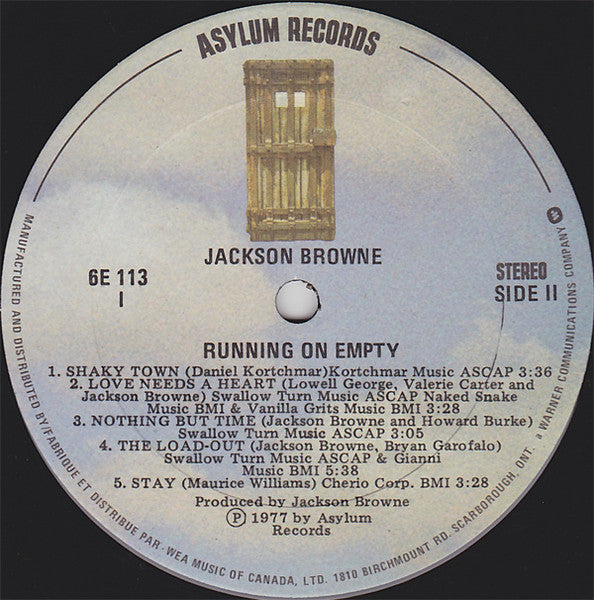 ASYLUM RECORDS
JACKSON BROWNE
6E 113
I
STEREO
SIDE II
RUNNING ON EMPTY
1. SHAKY TOWN (Daniel Kortchmar)Kortchmar Music ASCAP 3:36
2. LOVE NEEDS A HEART (Lowell George, Valerie Carter and
Jackson Browne) Swallow Turn Music ASCAP Naked Snake
Music BMI & Vanilla Grits Music BMI 3:28
3. NOTHING BUT TIME (Jackson Browne and Howard Burke)
Swallow Turn Music ASCAP 3:05
4. THE LOAD-OUT (Jackson Browne, Bryan Garofalo)
Swallow Turn Music ASCAP & Gianni
Music BMI 5:38
5. STAY (Maurice Williams) Cherio Corp. BMI 3:28
Produced by Jackson Browne
Ⓟ 1977 by Asylum
Records
MANUFACTURED AND DISTRIBUTED BY/FABRIQUE ET DISTRIBUE PAR - WEA MUSIC OF CANADA, LTD. 1810 BIRCHMOUNT RD. SCARBOROUGH, ONT. a WARNER COMMUNICATIONS COMPANY